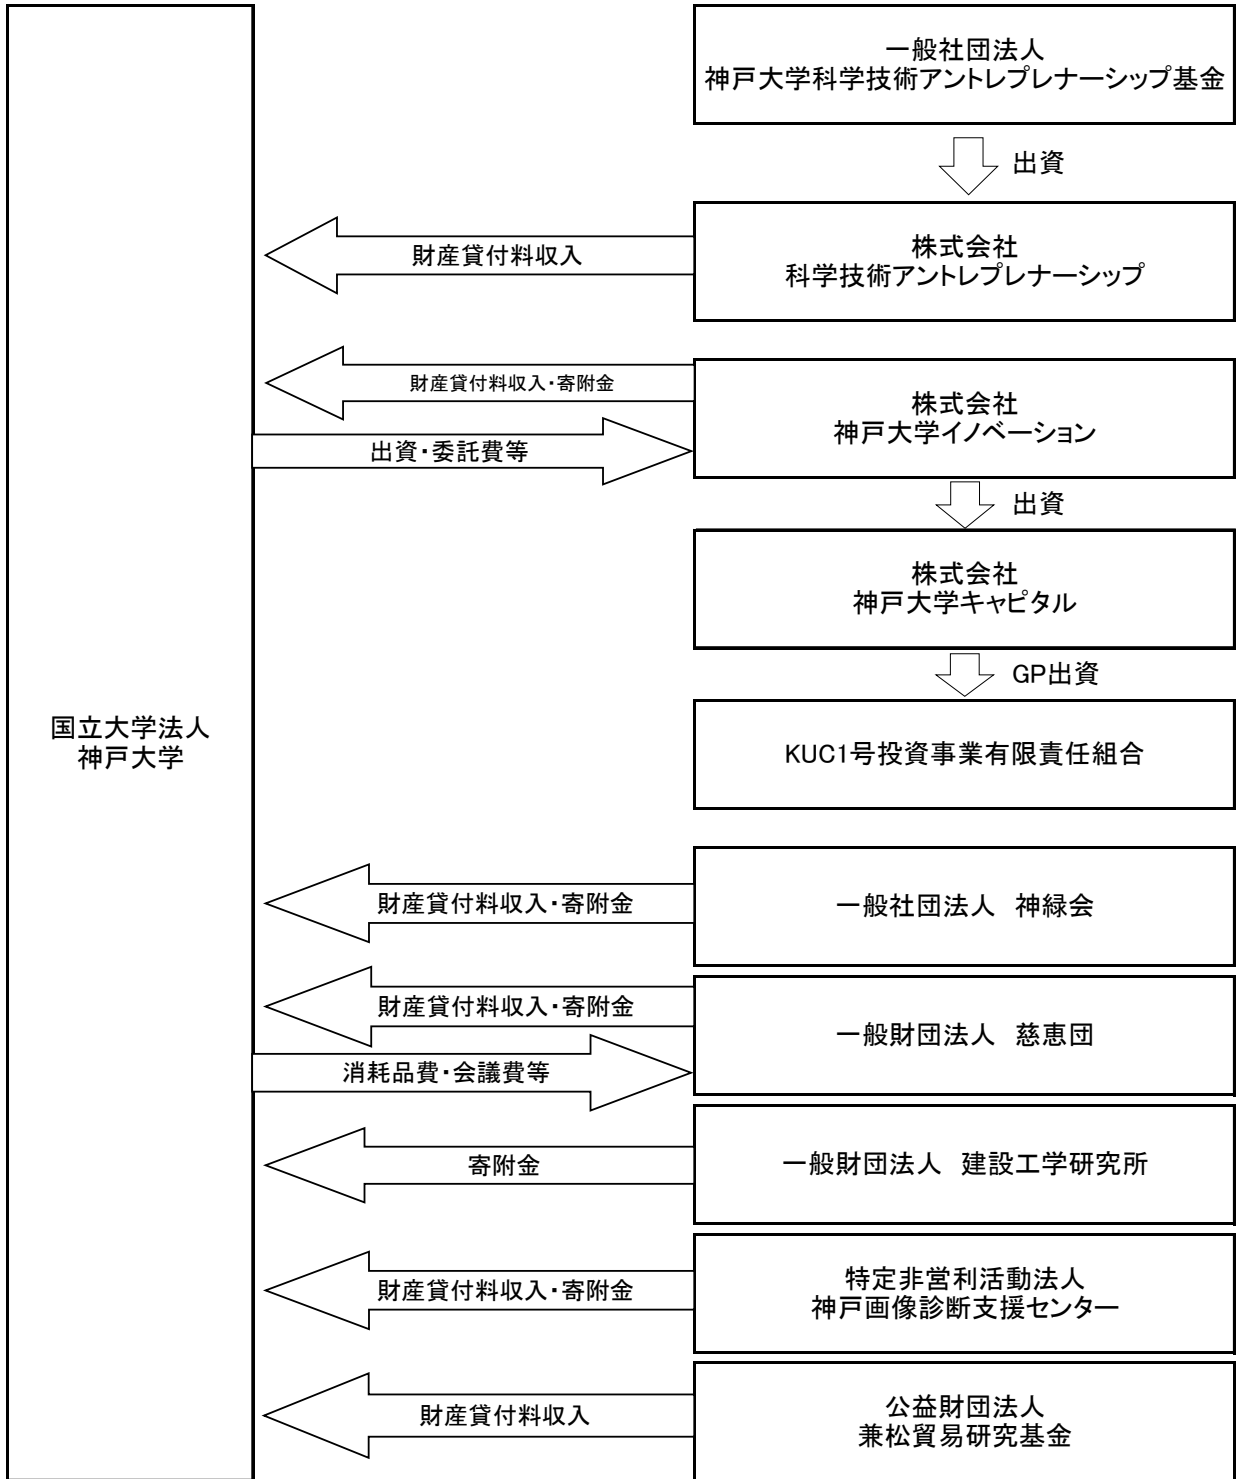 一般社団法人
神戸大学科学技術アントレプレナーシップ基金
出資
財産貸付料収入
株式会社
科学技術アントレプレナーシップ
財産貸付料収入・寄附金
株式会社
神戸大学イノベーション
出資・委託費等
出資
株式会社
神戸大学キャピタル
GP出資
国立大学法人
神戸大学
KUC1号投資事業有限責任組合
財産貸付料収入・寄附金
一般社団法人　神緑会
財産貸付料収入・寄附金
一般財団法人　慈恵団
消耗品費・会議費等
寄附金
一般財団法人　建設工学研究所
財産貸付料収入・寄附金
特定非営利活動法人
神戸画像診断支援センター
財産貸付料収入
公益財団法人
兼松貿易研究基金